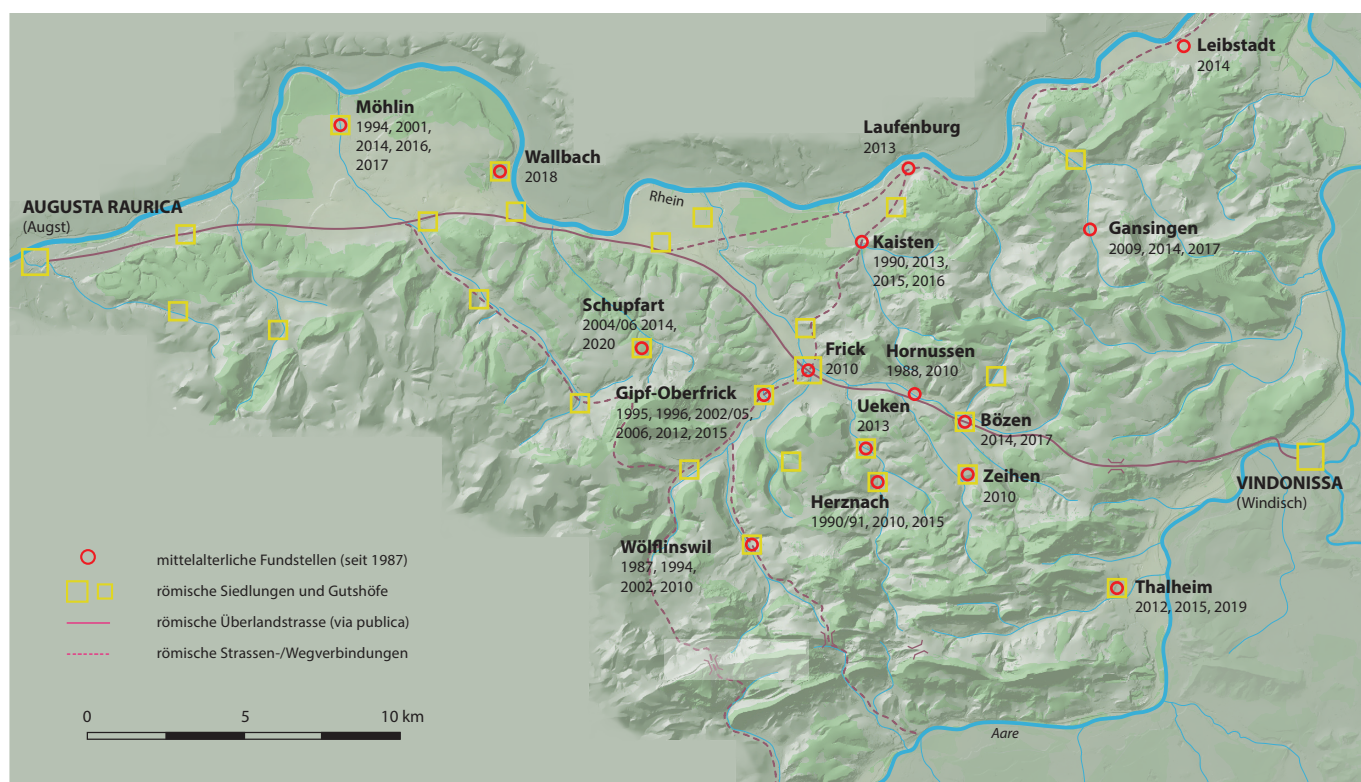 Leibstadt
2014
Möhlin
1994, 2001,
2014, 2016,
2017
Laufenburg
2013
Wallbach
2018
Rhein
AUGUSTA RAURICA
(Augst)
Gansingen
2009, 2014, 2017
Kaisten
1990, 2013,
2015, 2016
Schupfart
2004/06 2014,
2020
Frick
2010
Hornussen
1988, 2010
Gipf-Oberfrick
1995, 1996, 2002/05,
2006, 2012, 2015
Ueken
2013
Bözen
2014, 2017
Zeihen
2010
VINDONISSA
(Windisch)
Herznach
1990/91, 2010, 2015
Wölflinswil
1987, 1994,
2002, 2010
Thalheim
2012, 2015, 2019
mittelalterliche Fundstellen (seit 1987)
römische Siedlungen und Gutshöfe
römische Überlandstrasse (via publica)
römische Strassen-/Wegverbindungen
0 5 10 km
Aare